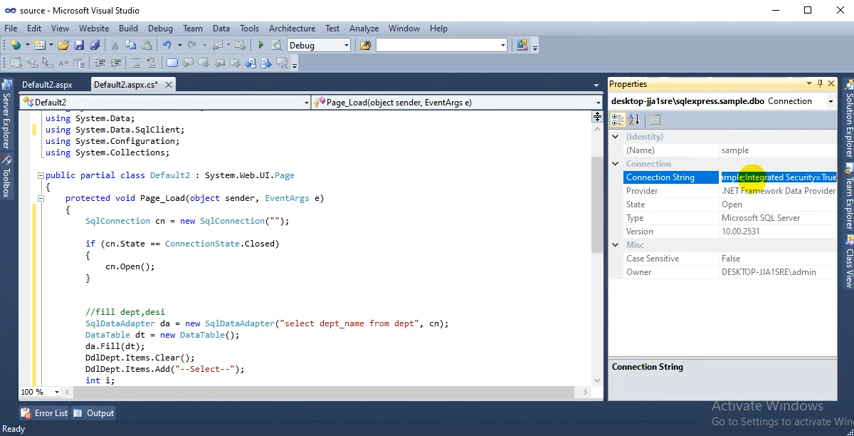 source - Microsoft Visual Studio
File Edit View Website Build Debug Team Data Tools Architecture Test Analyze Window Help
Debug
Default2.aspx Default2.aspx.cs*
Default2 Page_Load(object sender, EventArgs e)
using System.Data;
using System.Data.SqlClient;
using System.Configuration;
using System.Collections;
public partial class Default2 : System.Web.UI.Page
{
protected void Page_Load(object sender, EventArgs e)
{
SqlConnection cn = new SqlConnection("");
if (cn.State == ConnectionState.Closed)
{
cn.Open();
}
//fill dept,desi
SqlDataAdapter da = new SqlDataAdapter("select dept_name from dept", cn);
DataTable dt = new DataTable();
da.Fill(dt);
DdlDept.Items.Clear();
DdlDept.Items.Add("--Select--");
int i;
100 %
Error List Output
Ready
Server Explorer
Toolbox
Properties
desktop-jja1sre\sqlexpress.sample.dbo Connection
(Identity)
(Name) sample
Connection
Connection String ample;Integrated Security=True
Provider .NET Framework Data Provider
State Open
Type Microsoft SQL Server
Version 10.00.2531
Misc
Case Sensitive False
Owner DESKTOP-JJA1SRE\admin
Connection String
Solution Explorer
Team Explorer
Class View
Activate Windows
Go to Settings to activate Win